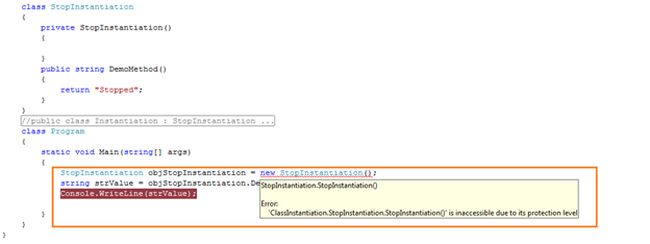 class StopInstantiation
{
private StopInstantiation()
{
}
public string DemoMethod()
{
return "Stopped";
}
}
//public class Instantiation : StopInstantiation ...
class Program
{
static void Main(string[] args)
{
StopInstantiation objStopInstantiation = new StopInstantiation();
string strValue = objStopInstantiation.De
StopInstantiation.StopInstantiation()
Console.WriteLine(strValue);
Error:
'ClassInstantiation.StopInstantiation.StopInstantiation()' is inaccessible due to its protection level
}
}
}